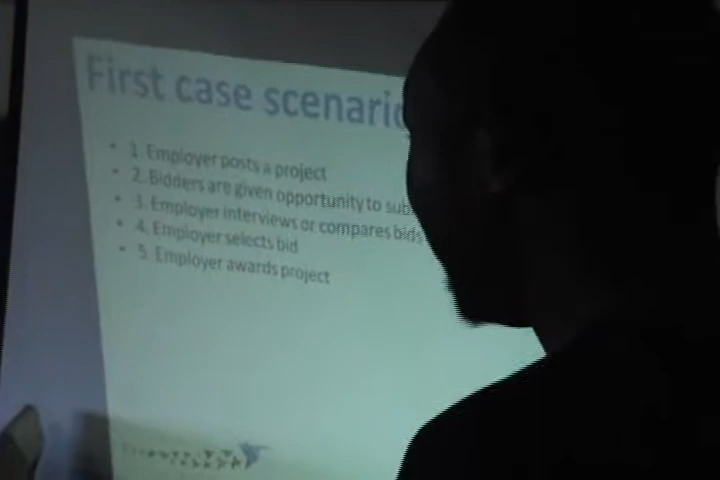 First case scenario
• 1. Employer posts a project
• 2. Bidders are given opportunity to sub
• 3. Employer interviews or compares bids
• 4. Employer selects bid
• 5. Employer awards project